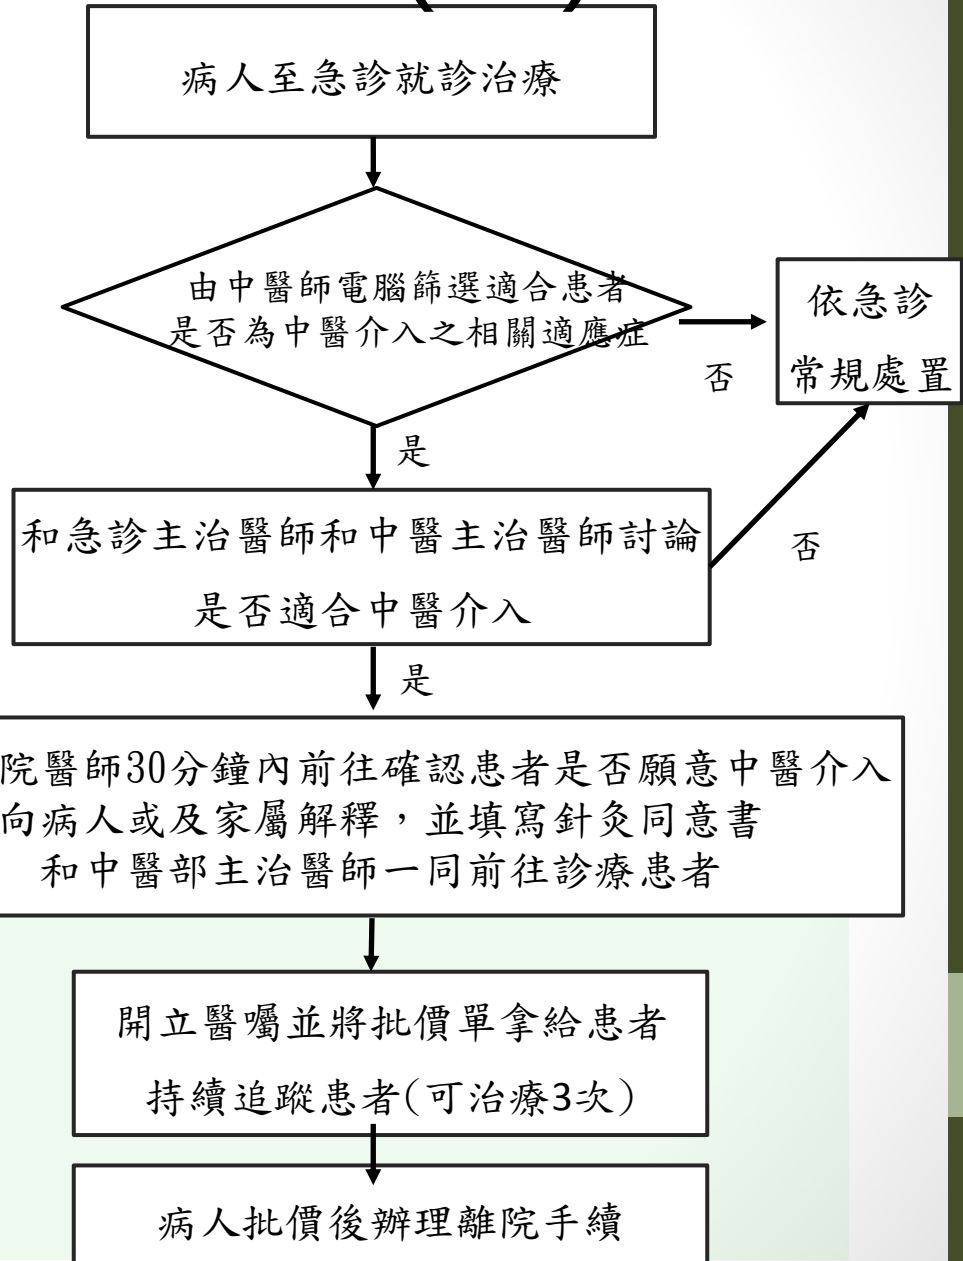 病人至急診就診治療
由中醫師電腦篩選適合患者
是否為中醫介入之相關適應症
否
依急診
常規處置
是
和急診主治醫師和中醫主治醫師討論
是否適合中醫介入
否
是
院醫師30分鐘內前往確認患者是否願意中醫介入
向病人或及家屬解釋，並填寫針灸同意書
和中醫部主治醫師一同前往診療患者
開立醫囑並將批價單拿給患者
持續追蹤患者(可治療3次)
病人批價後辦理離院手續